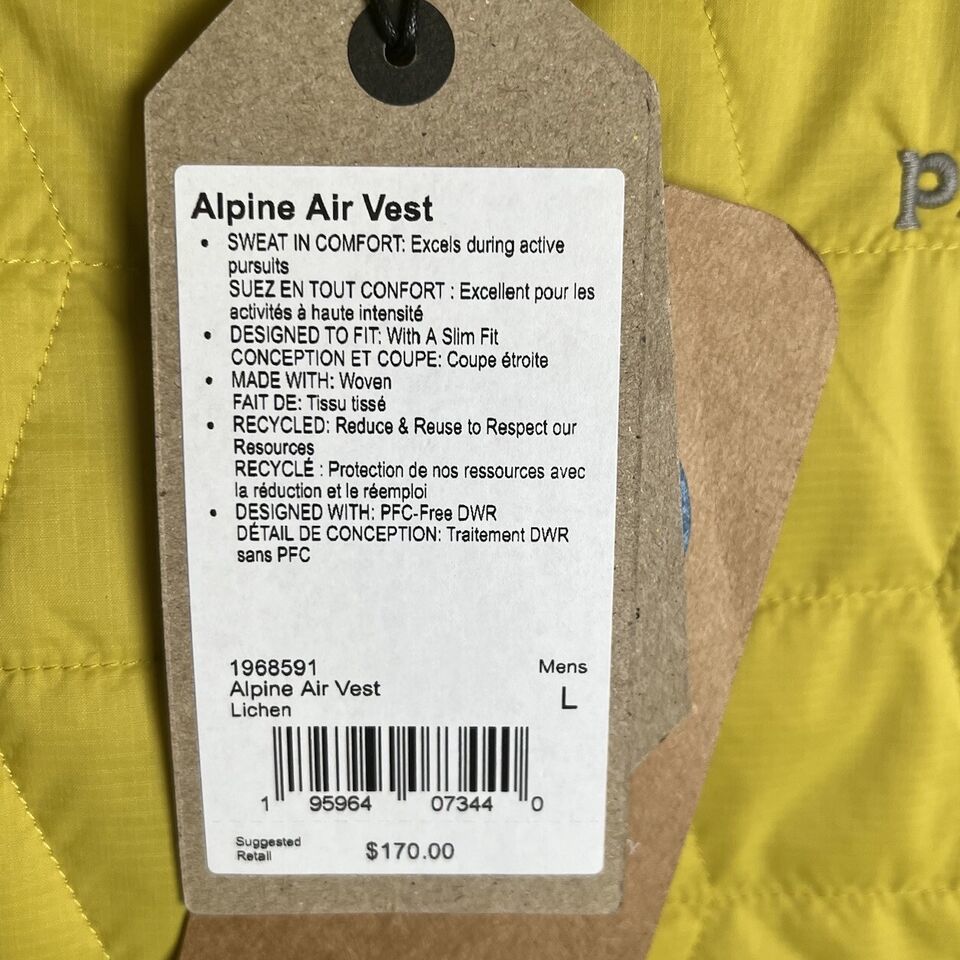 Alpine Air Vest
• SWEAT IN COMFORT: Excels during active
pursuits
SUEZ EN TOUT CONFORT : Excellent pour les
activités à haute intensité
• DESIGNED TO FIT: With A Slim Fit
CONCEPTION ET COUPE: Coupe étroite
• MADE WITH: Woven
FAIT DE: Tissu tissé
• RECYCLED: Reduce & Reuse to Respect our
Resources
RECYCLÉ : Protection de nos ressources avec
la réduction et le réemploi
• DESIGNED WITH: PFC-Free DWR
DÉTAIL DE CONCEPTION: Traitement DWR
sans PFC
1968591 Mens
Alpine Air Vest L
Lichen
1 95964 07344 0
Suggested
Retail $170.00